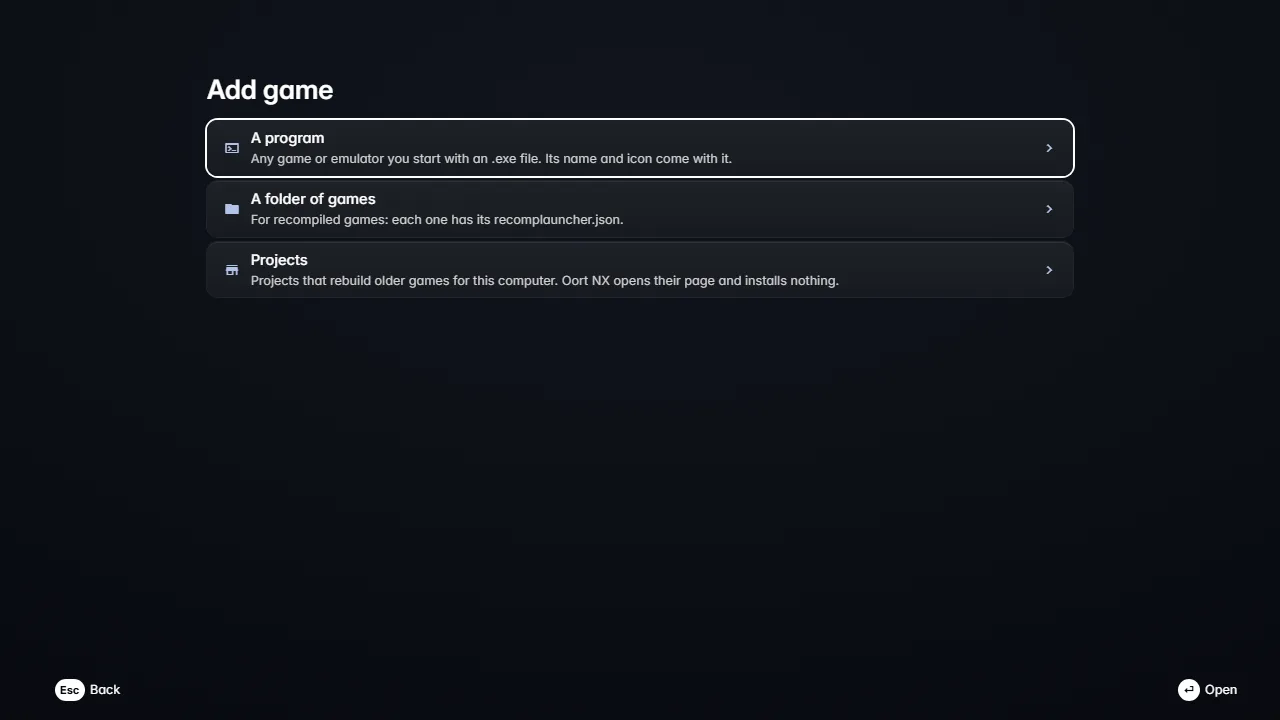 Add game
A program
Any game or emulator you start with an .exe file. Its name and icon come with it.
A folder of games
For recompiled games: each one has its recomplauncher.json.
Projects
Projects that rebuild older games for this computer. Oort NX opens their page and installs nothing.
Esc Back
Open